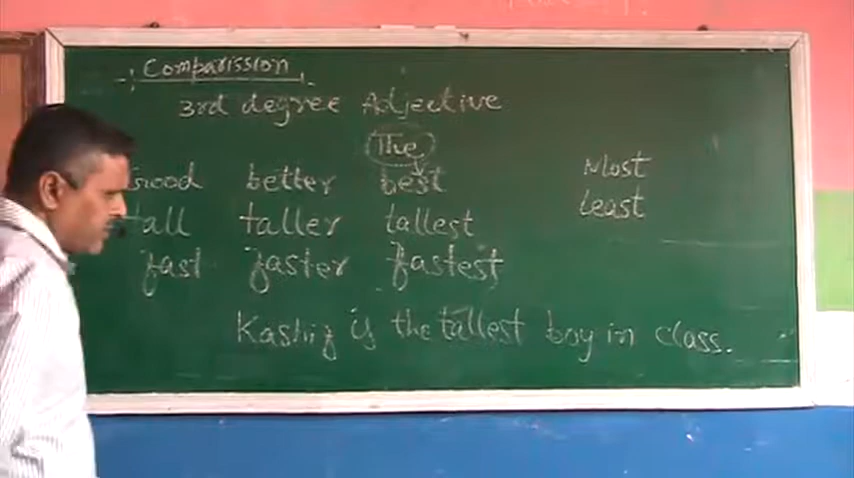 Comparission
3rd degree Adjective
The
Good better best
tall taller tallest
fast faster fastest
Most
least
Kashif is the tallest boy in class.